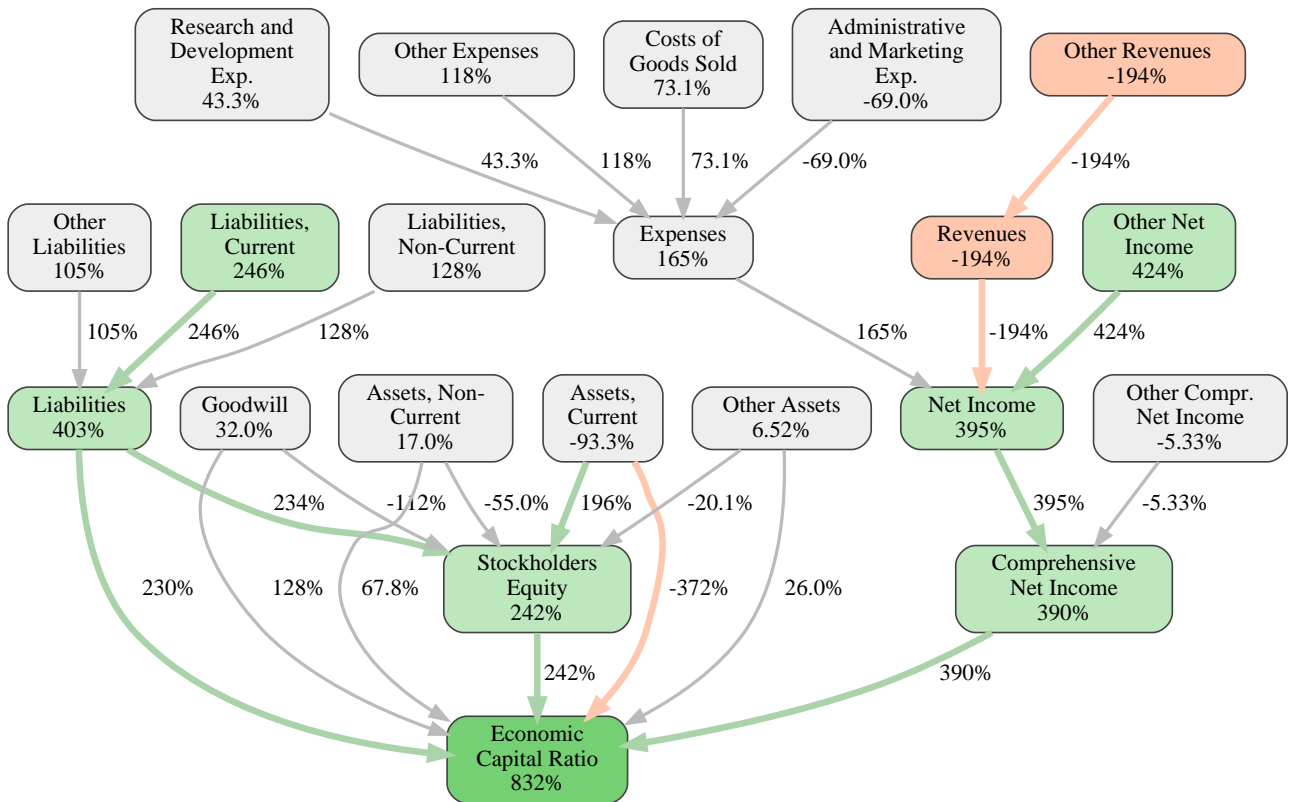 Research and
Development
Exp.
43.3%
Other Expenses
118%
Costs of
Goods Sold
73.1%
Administrative
and Marketing
Exp.
-69.0%
Other Revenues
-194%
43.3%
118%
73.1%
-69.0%
-194%
Other
Liabilities
105%
Liabilities,
Current
246%
Liabilities,
Non-Current
128%
Expenses
165%
Revenues
-194%
Other Net
Income
424%
105%
246%
128%
165%
-194%
424%
Liabilities
403%
Goodwill
32.0%
Assets, Non-
Current
17.0%
Assets,
Current
-93.3%
Other Assets
6.52%
Net Income
395%
Other Compr.
Net Income
-5.33%
234%
-112%
-55.0%
196%
-20.1%
395%
-5.33%
Stockholders
Equity
242%
Comprehensive
Net Income
390%
230%
128%
67.8%
-372%
26.0%
242%
390%
Economic
Capital Ratio
832%